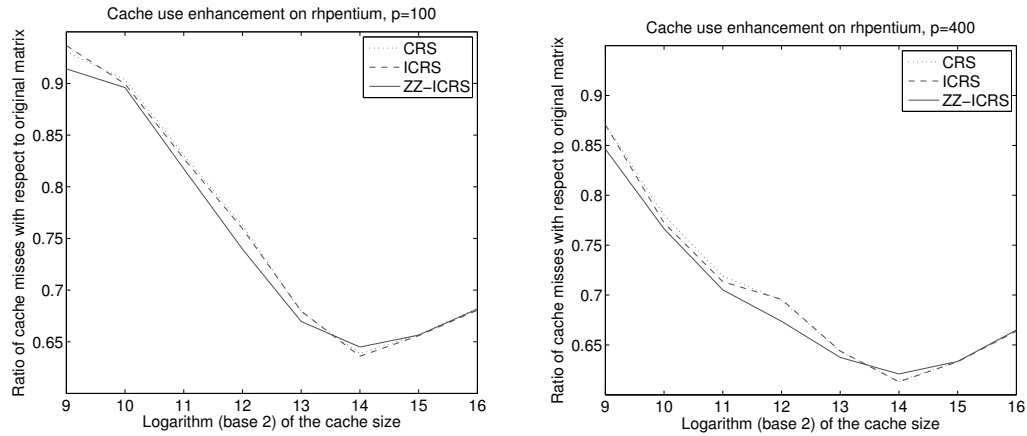 Cache use enhancement on rhpentium, p=100
CRS
ICRS
ZZ−ICRS
0.9
0.85
0.8
0.75
0.7
0.65
Ratio of cache misses with respect to original matrix
9 10 11 12 13 14 15 16
Logarithm (base 2) of the cache size
Cache use enhancement on rhpentium, p=400
CRS
ICRS
ZZ−ICRS
0.9
0.85
0.8
0.75
0.7
0.65
Ratio of cache misses with respect to original matrix
9 10 11 12 13 14 15 16
Logarithm (base 2) of the cache size